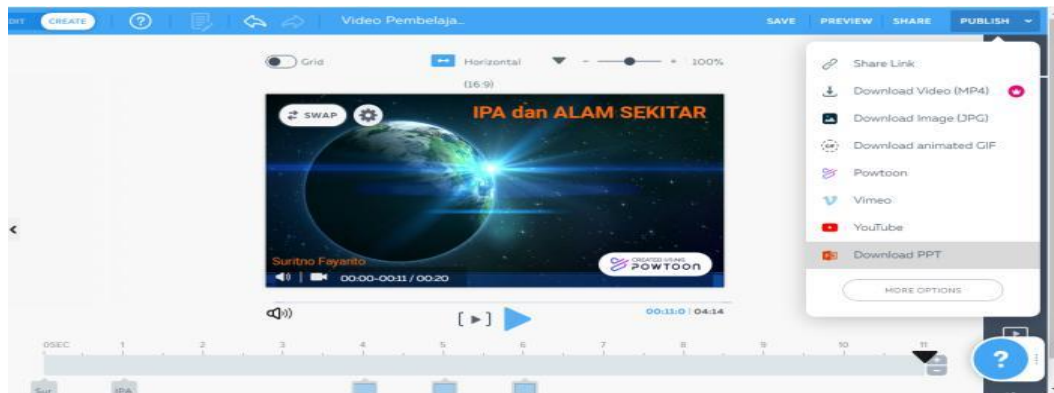 CREATE ? Video Pembelaja... SAVE PREVIEW SHARE PUBLISH
Grid Horizontal - + 100%
(16:9)
SWAP IPA dan ALAM SEKITAR
Suritno Fayanto
CREATED USING
POWTOON
00:00-00:11 / 00:20
00:11:0 | 04:14
0SEC 1 2 3 4 5 6 7 8 9 10 11
Sur IPA
Share Link
Download Video (MP4)
Download Image (JPG)
GIF Download animated GIF
Powtoon
Vimeo
YouTube
Download PPT
MORE OPTIONS
?